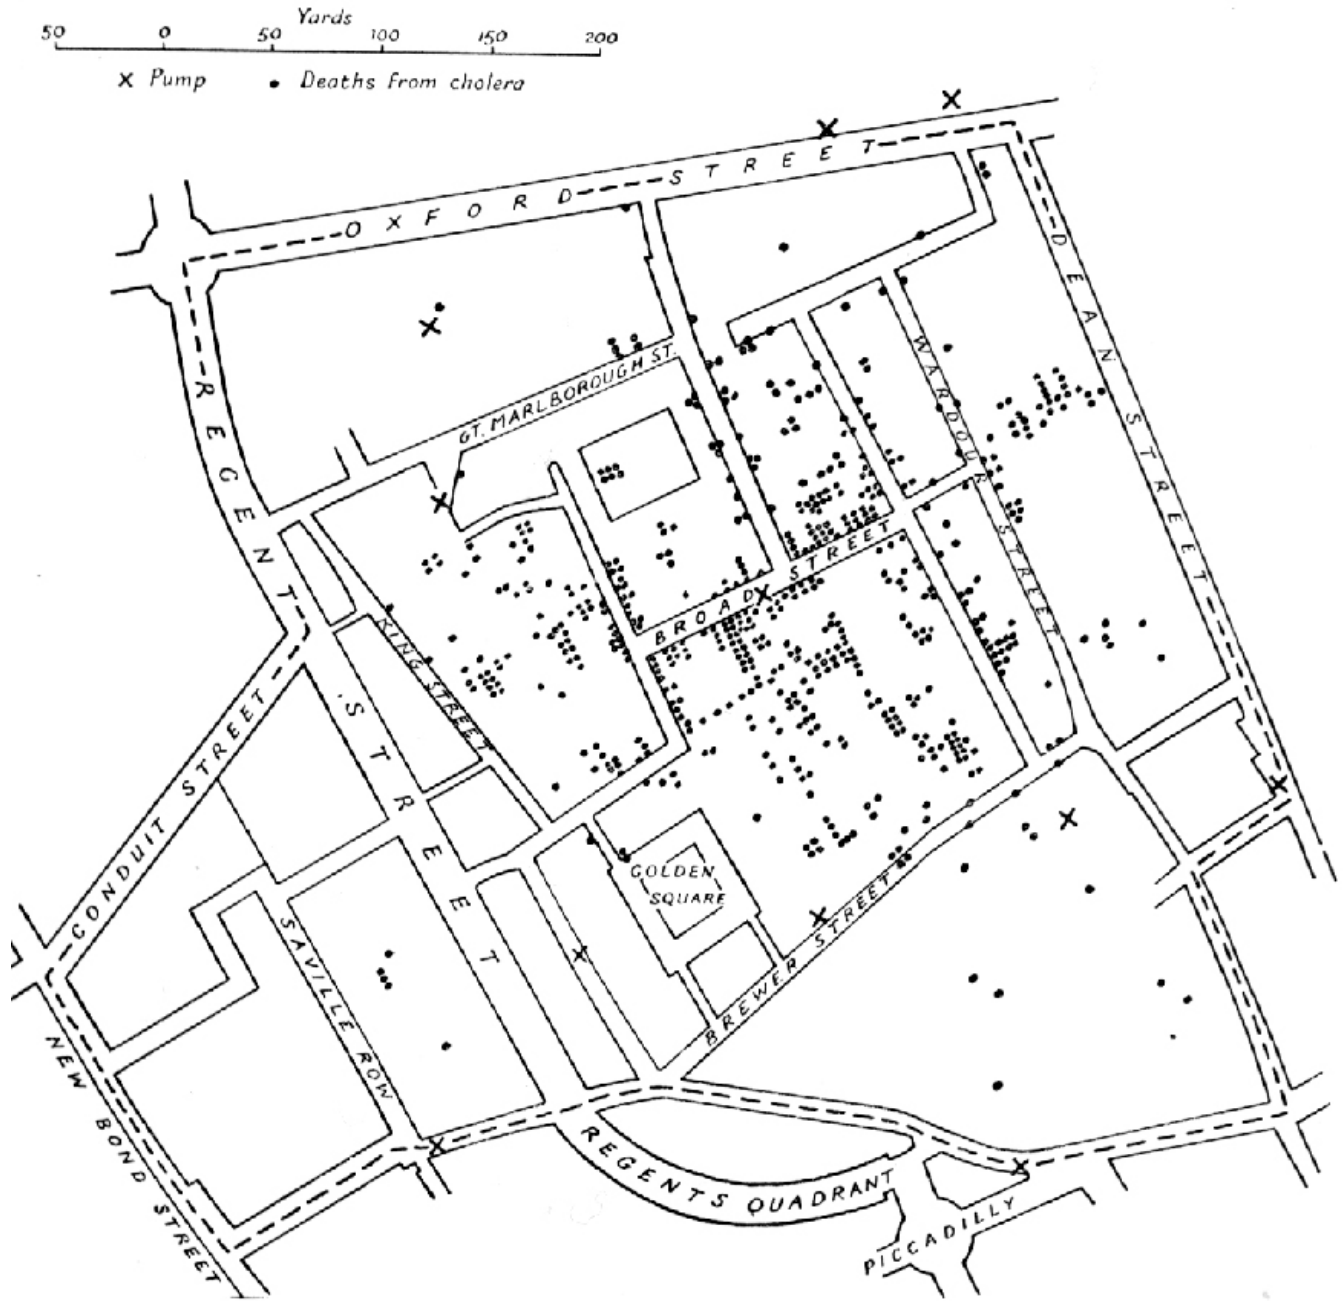 Yards
50 0 50 100 150 200
x Pump • Deaths from cholera
OXFORD STREET
DEAN STREET
REGENT STREET
WARDOUR STREET
GT. MARLBOROUGH ST.
BROAD STREET
KING STREET
CONDUIT STREET
GOLDEN
SQUARE
SAVILLE ROW
BREWER STREET
NEW BOND STREET
REGENTS QUADRANT
PICCADILLY